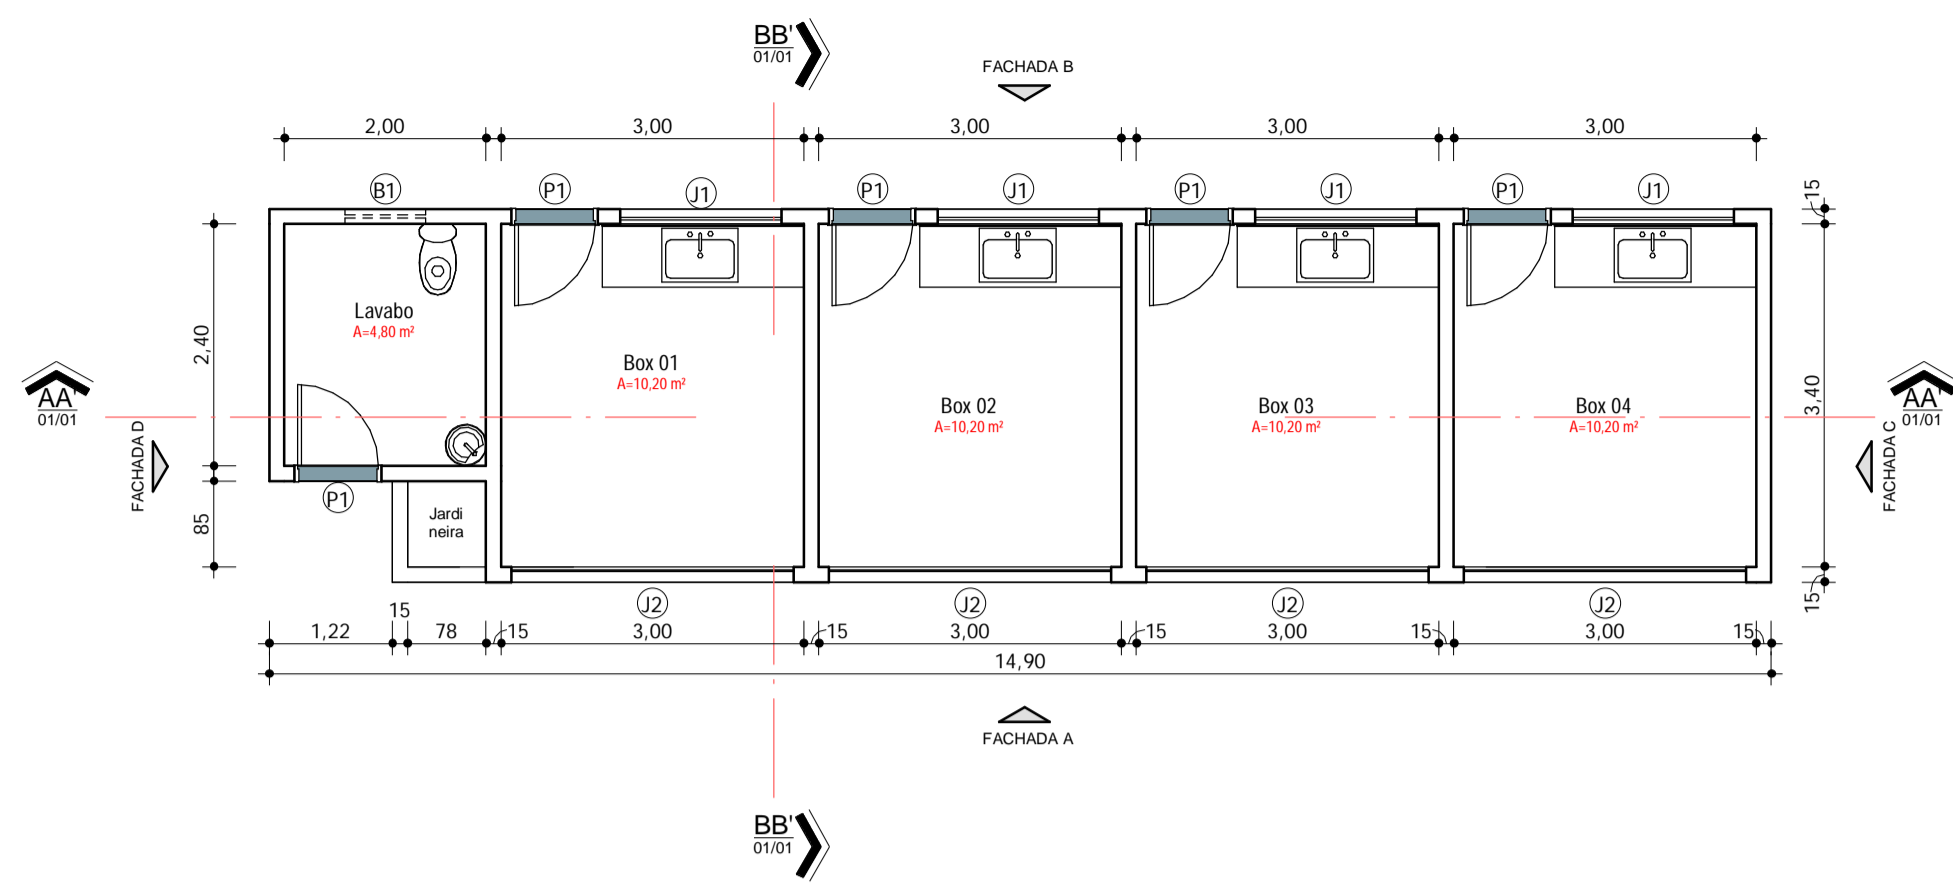 BB'
01/01
FACHADA B
2,00
3,00
3,00
3,00
3,00
B1
P1
J1
P1
J1
P1
J1
P1
J1
15
Lavabo
A=4,80 m²
2,40
Box 01
A=10,20 m²
Box 02
A=10,20 m²
Box 03
A=10,20 m²
Box 04
A=10,20 m²
3,40
AA'
01/01
AA'
01/01
FACHADA D
FACHADA C
P1
85
Jardi
neira
15
J2
J2
J2
J2
15
1,22
78
15
3,00
15
3,00
15
3,00
15
3,00
15
14,90
FACHADA A
BB'
01/01